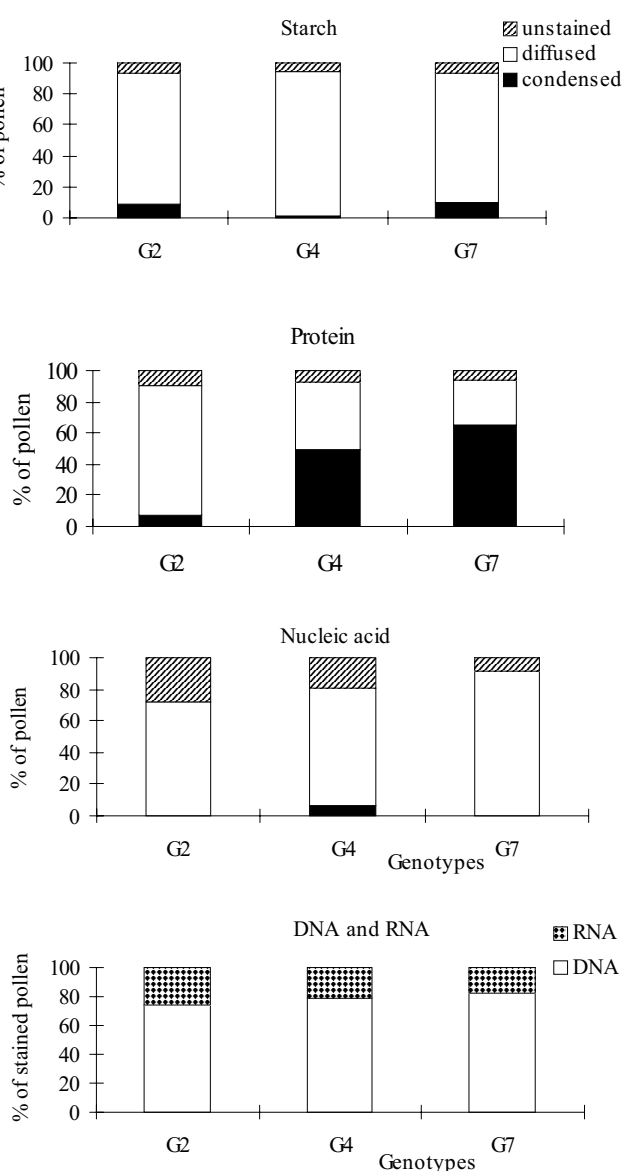 Starch
unstained
diffused
condensed
% of pollen
100
80
60
40
20
0
G2 G4 G7
Protein
% of pollen
100
80
60
40
20
0
G2 G4 G7
Nucleic acid
% of pollen
100
80
60
40
20
0
G2 G4 G7
Genotypes
DNA and RNA
RNA
DNA
% of stained pollen
100
80
60
40
20
0
G2 G4 G7
Genotypes